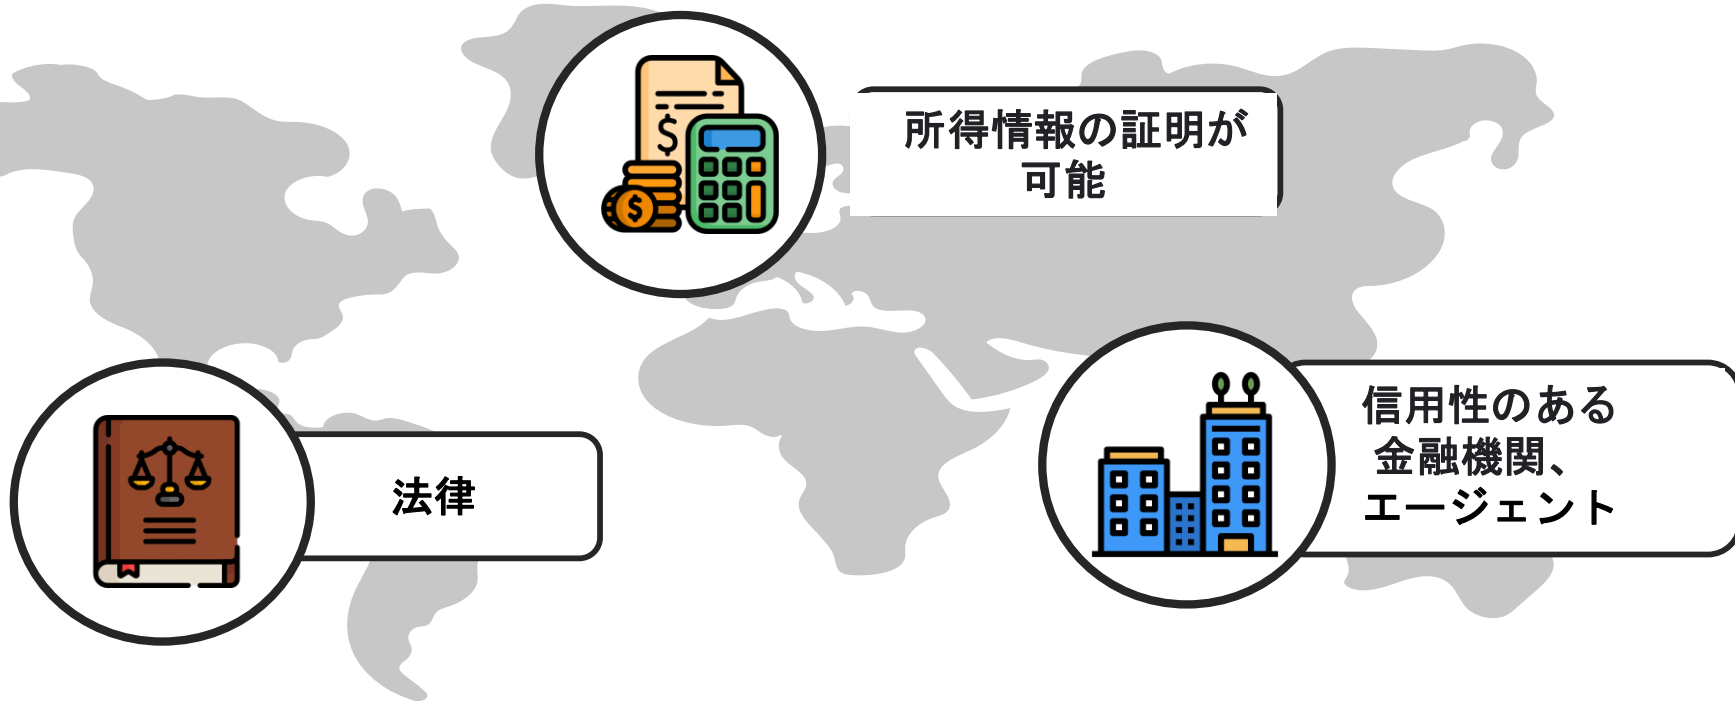 所得情報の証明が
可能
信用性のある
金融機関、
エージェント
法律
$
$